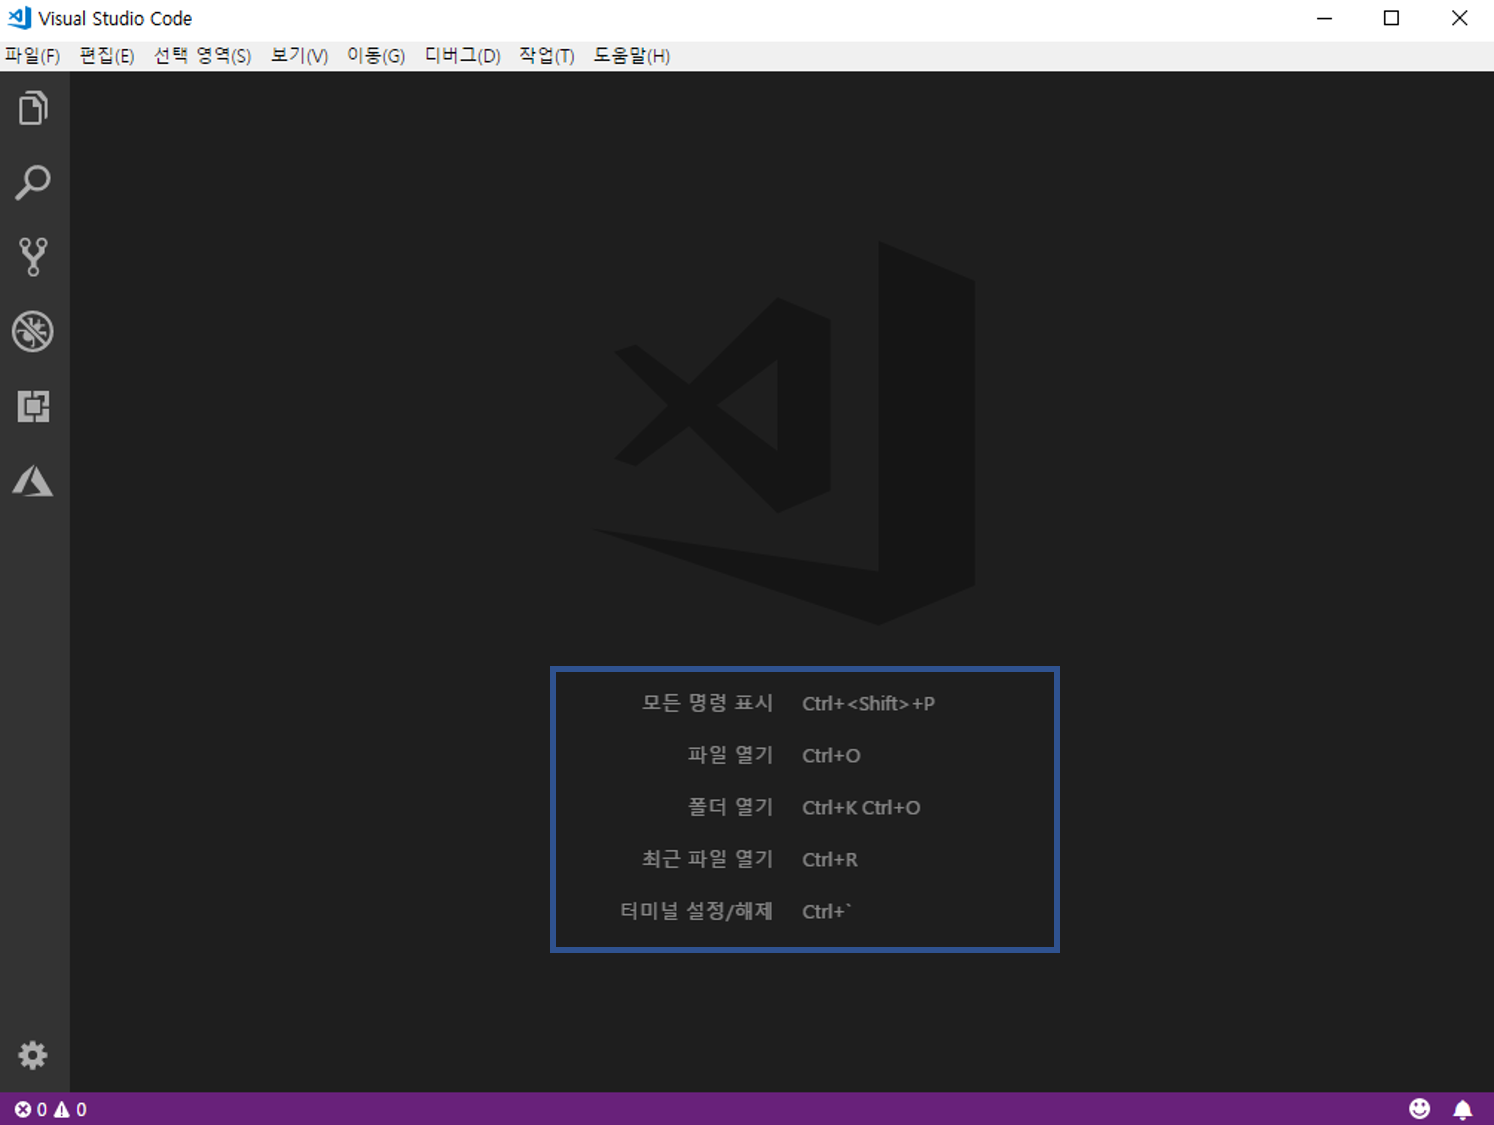 Visual Studio Code
파일(F) 편집(E) 선택 영역(S) 보기(V) 이동(G) 디버그(D) 작업(T) 도움말(H)
모든 명령 표시 Ctrl+<Shift>+P
파일 열기 Ctrl+O
폴더 열기 Ctrl+K Ctrl+O
최근 파일 열기 Ctrl+R
터미널 설정/해제 Ctrl+`
0 0